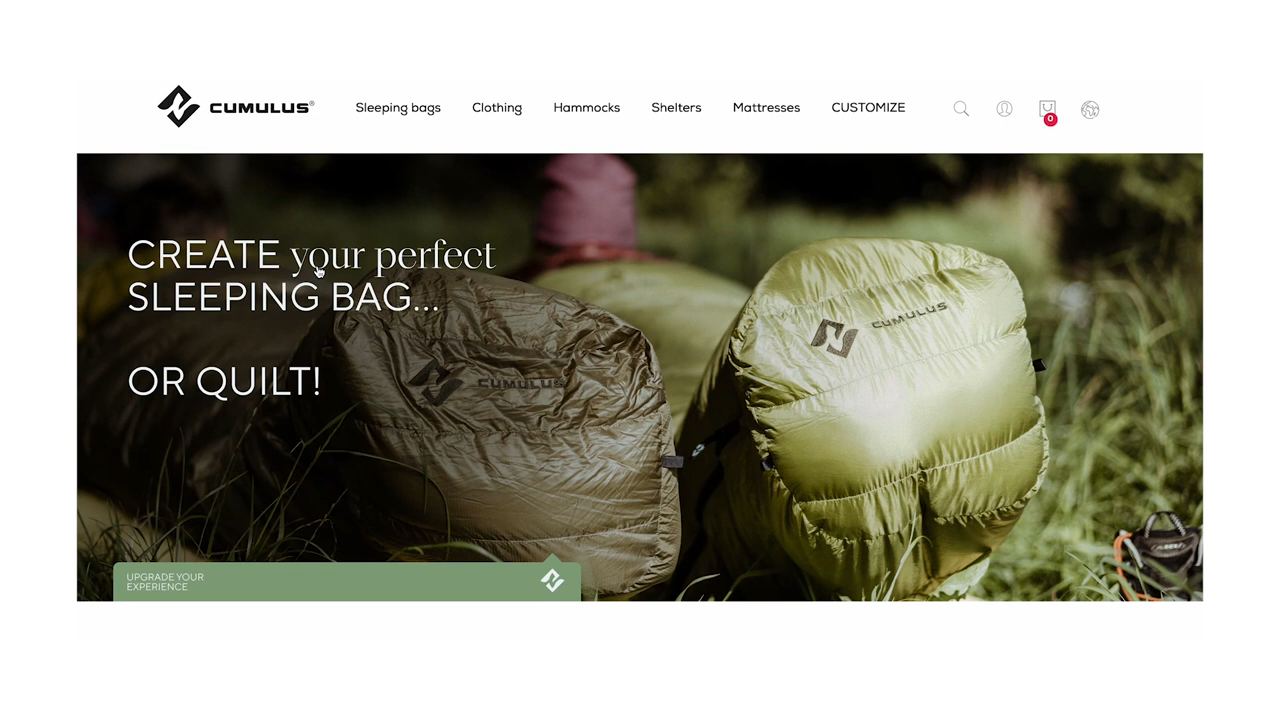 CUMULUS®
Sleeping bags
Clothing
Hammocks
Shelters
Mattresses
CUSTOMIZE
0
CREATE your perfect
SLEEPING BAG...
OR QUILT!
CUMULUS
CUMULUS
UPGRADE YOUR
EXPERIENCE